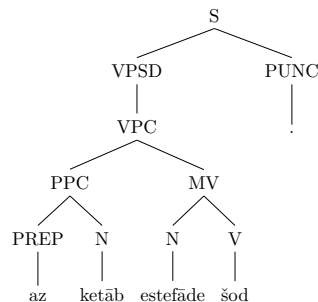 S
VPSD PUNC
VPC .
PPC MV
PREP N N V
az ketāb estefāde šod